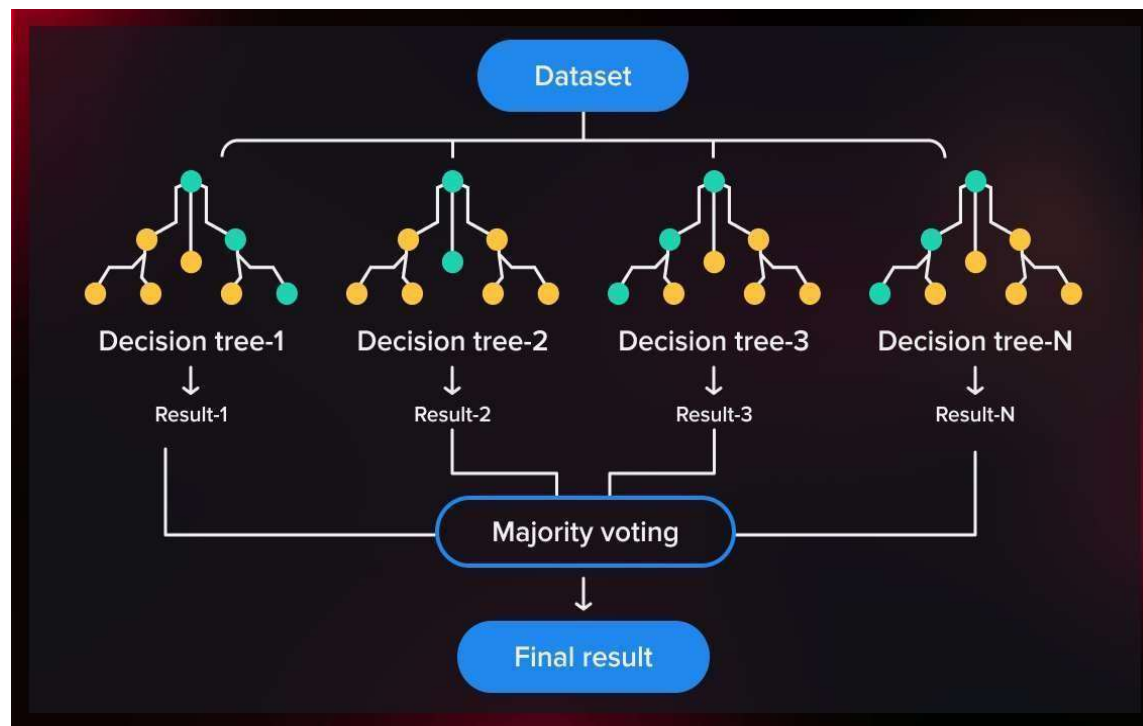 Dataset
Decision tree-1
Decision tree-2
Decision tree-3
Decision tree-N
Result-1
Result-2
Result-3
Result-N
Majority voting
Final result